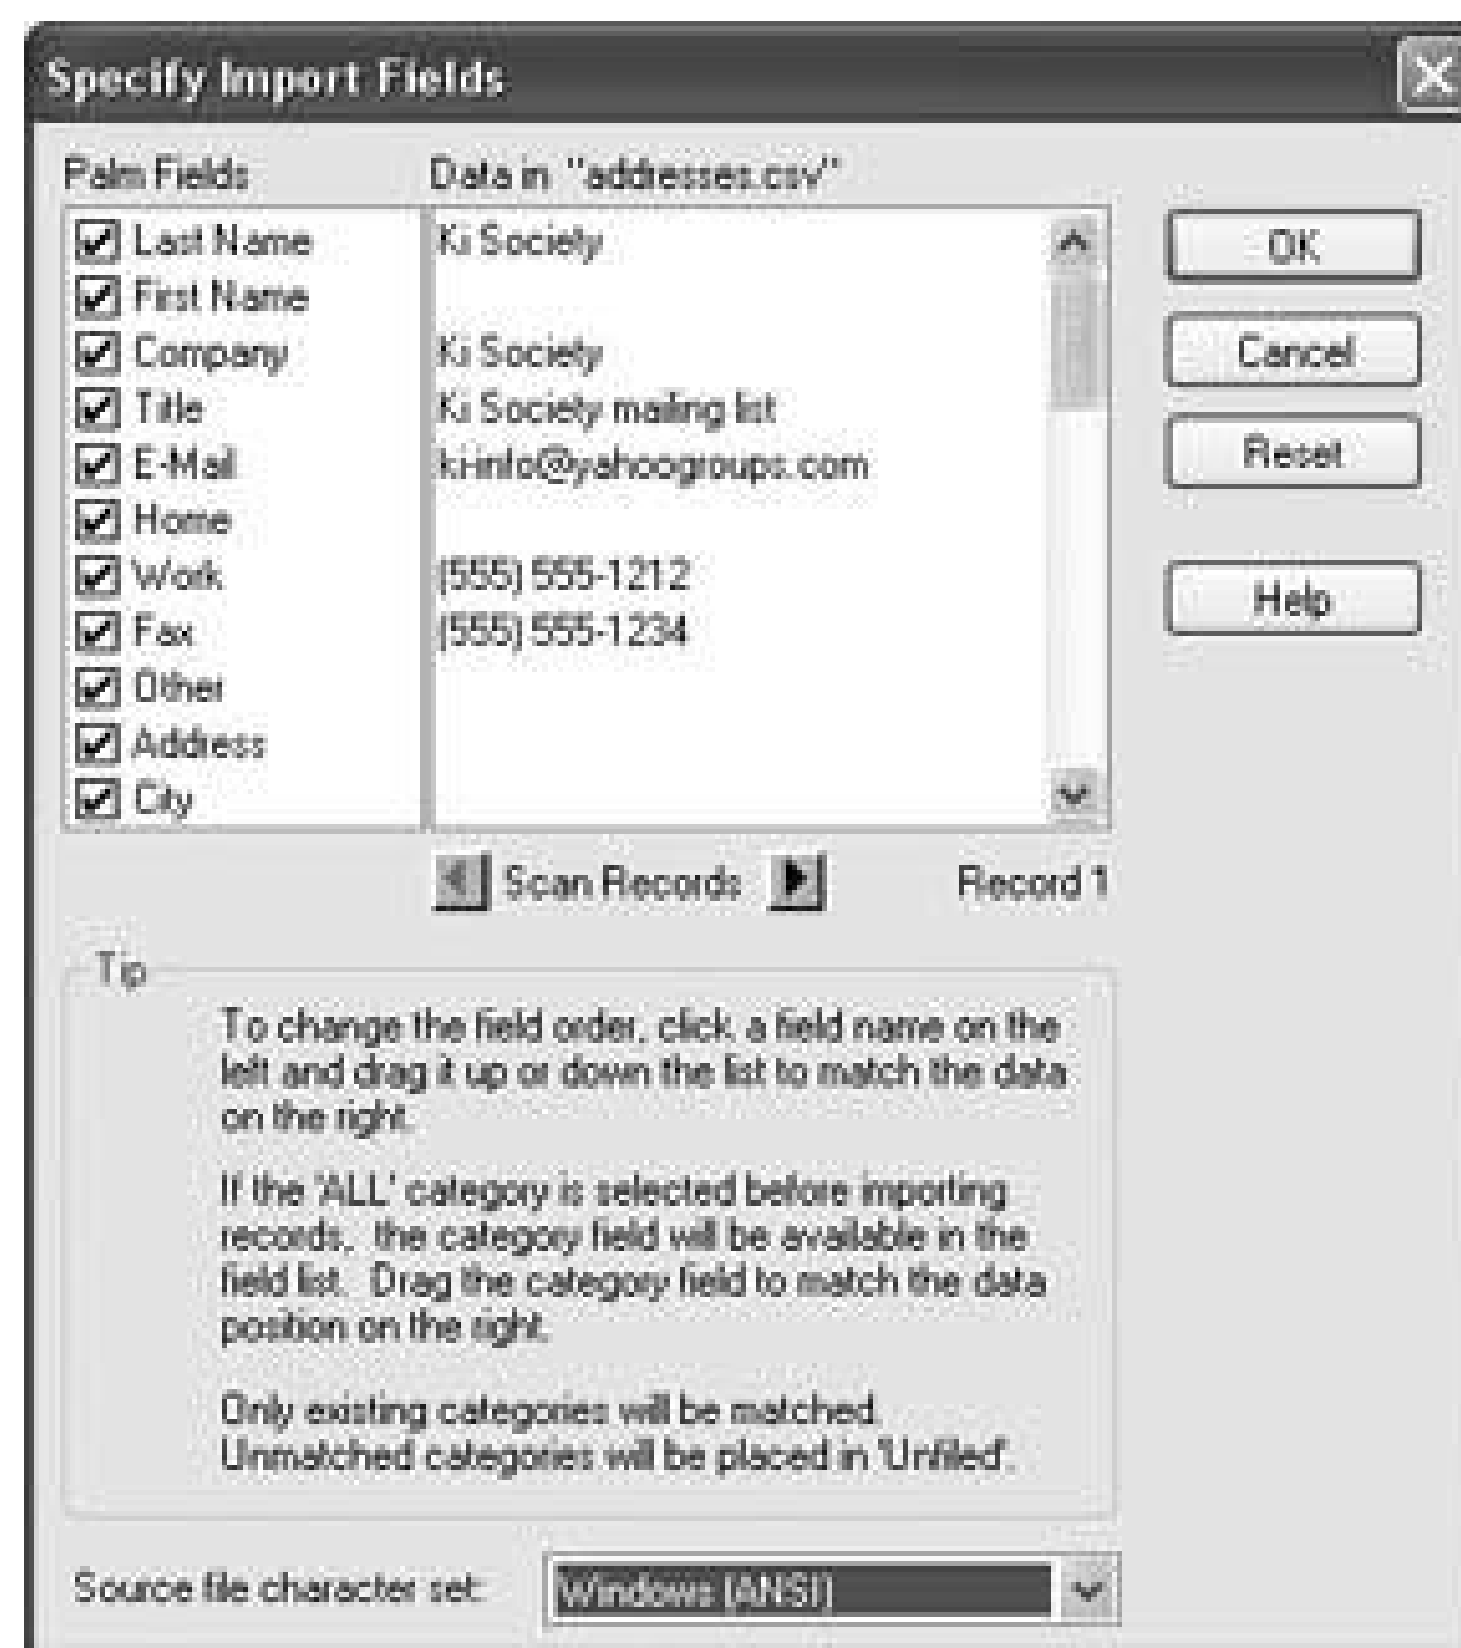 Specify Import Fields
Palm Fields Data in "addresses.csv"
Last Name Ki Society
First Name
Company Ki Society
Title Ki Society mailing list
E-Mail ki-info@yahoogroups.com
Home
Work (555) 555-1212
Fax (555) 555-1234
Other
Address
City
OK
Cancel
Reset
Help
Scan Records Record 1
Tip
To change the field order, click a field name on the
left and drag it up or down the list to match the data
on the right.
If the 'ALL' category is selected before importing
records, the category field will be available in the
field list. Drag the category field to match the data
position on the right.
Only existing categories will be matched.
Unmatched categories will be placed in 'Unfiled'.
Source file character set: Windows (ANSI)